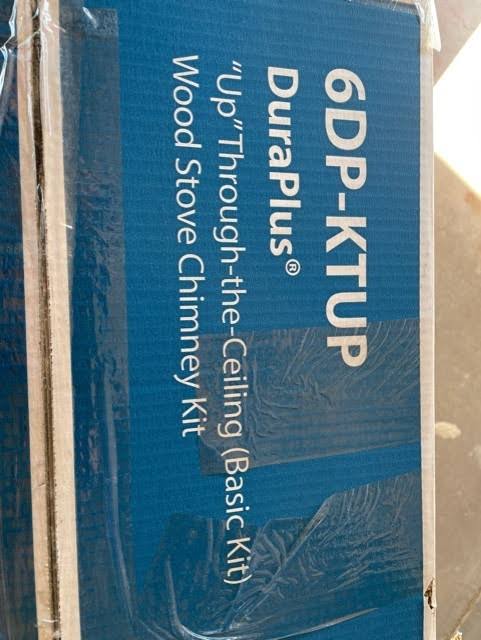 6DP-KTUP
DuraPlus®
"Up" Through-the-Ceiling (Basic Kit)
Wood Stove Chimney Kit